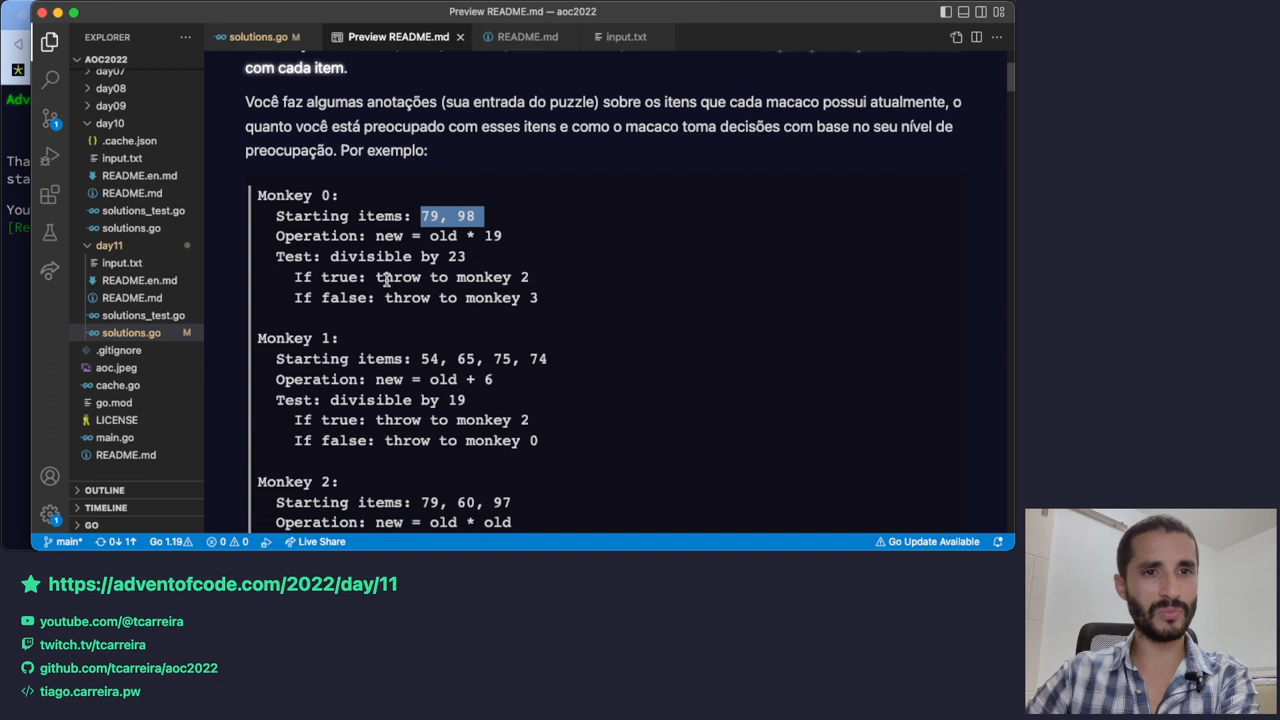 Preview README.md — aoc2022
EXPLORER
solutions.go M
Preview README.md
README.md
input.txt
AOC2022
day07
day08
day09
day10
.cache.json
input.txt
README.en.md
README.md
solutions_test.go
solutions.go
day11
input.txt
README.en.md
README.md
solutions_test.go
solutions.go M
.gitignore
aoc.jpeg
cache.go
go.mod
LICENSE
main.go
README.md
OUTLINE
TIMELINE
GO
com cada item.
Você faz algumas anotações (sua entrada do puzzle) sobre os itens que cada macaco possui atualmente, o
quanto você está preocupado com esses itens e como o macaco toma decisões com base no seu nível de
preocupação. Por exemplo:
Monkey 0:
Starting items: 79, 98
Operation: new = old * 19
Test: divisible by 23
If true: throw to monkey 2
If false: throw to monkey 3
Monkey 1:
Starting items: 54, 65, 75, 74
Operation: new = old + 6
Test: divisible by 19
If true: throw to monkey 2
If false: throw to monkey 0
Monkey 2:
Starting items: 79, 60, 97
Operation: new = old * old
main* 0↓ 1↑ Go 1.19 0 0 Live Share
Go Update Available
Adv
Tha
sta
You
[Re
https://adventofcode.com/2022/day/11
youtube.com/@tcarreira
twitch.tv/tcarreira
github.com/tcarreira/aoc2022
tiago.carreira.pw